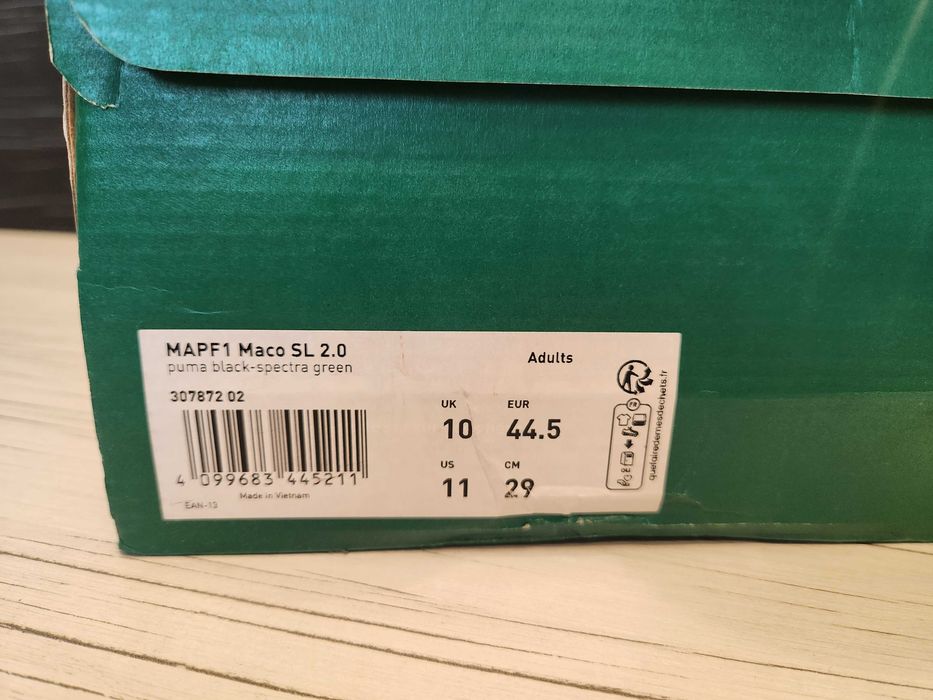 MAPF1 Maco SL 2.0
puma black-spectra green
Adults
307872 02
4 099683 445211
Made in Vietnam
EAN-13
UK EUR
10 44.5
US CM
11 29
FR
quefairedemesdechets.fr